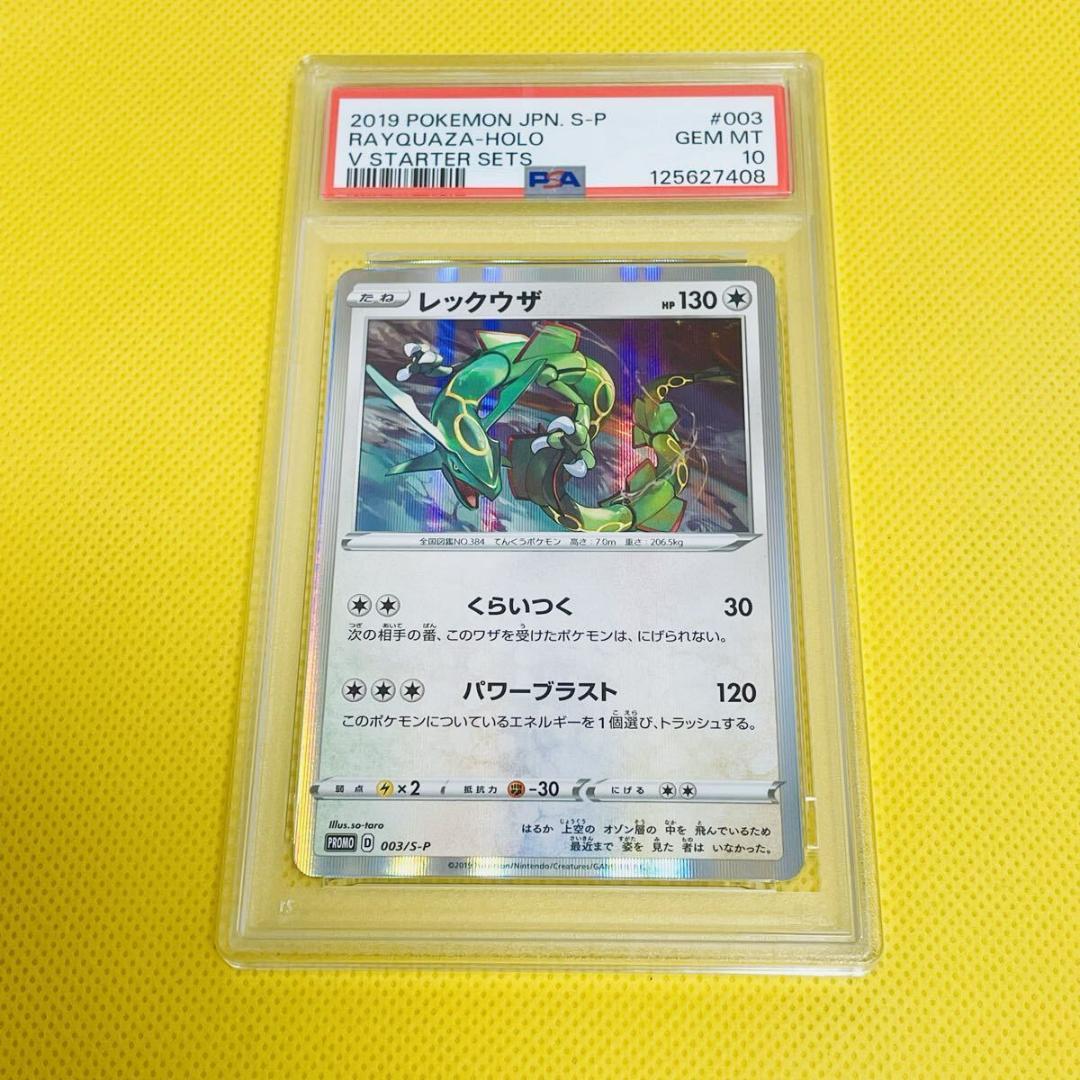 2019 POKEMON JPN. S-P #003
RAYQUAZA-HOLO GEM MT
V STARTER SETS 10
PSA 125627408
たね レックウザ HP 130
全国図鑑NO.384 てんくうポケモン 高さ:7.0m 重さ:206.5kg
くらいつく 30
次の相手の番、このワザを受けたポケモンは、にげられない。
パワーブラスト 120
このポケモンについているエネルギーを1個選び、トラッシュする。
弱点 ×2 抵抗力 -30 にげる
Illus.so-taro
はるか 上空の オゾン層の 中を 飛んでいるため
最近まで 姿を 見た 者は いなかった。
PROMO D 003/S-P
©2019 /Nintendo/Creatures/